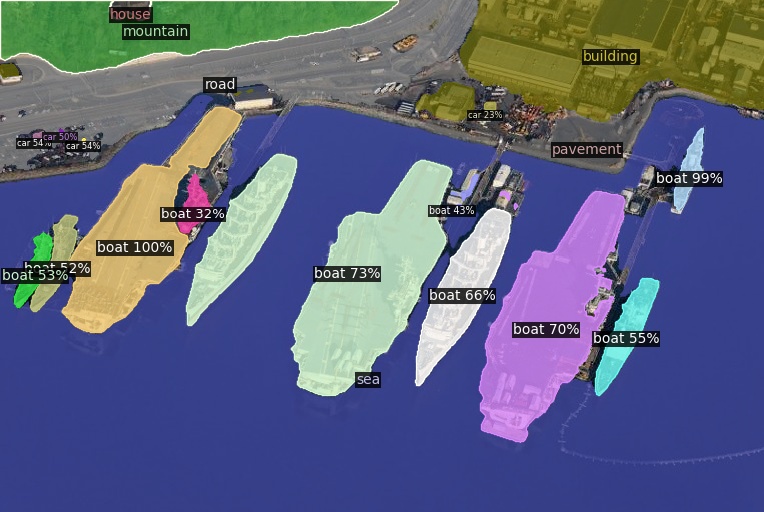 house
mountain
building
road
car 23%
car 50%
car 54%
car 54%
pavement
boat 99%
boat 43%
boat 32%
boat 100%
boat 52%
boat 53%
boat 73%
boat 66%
boat 70%
boat 55%
sea